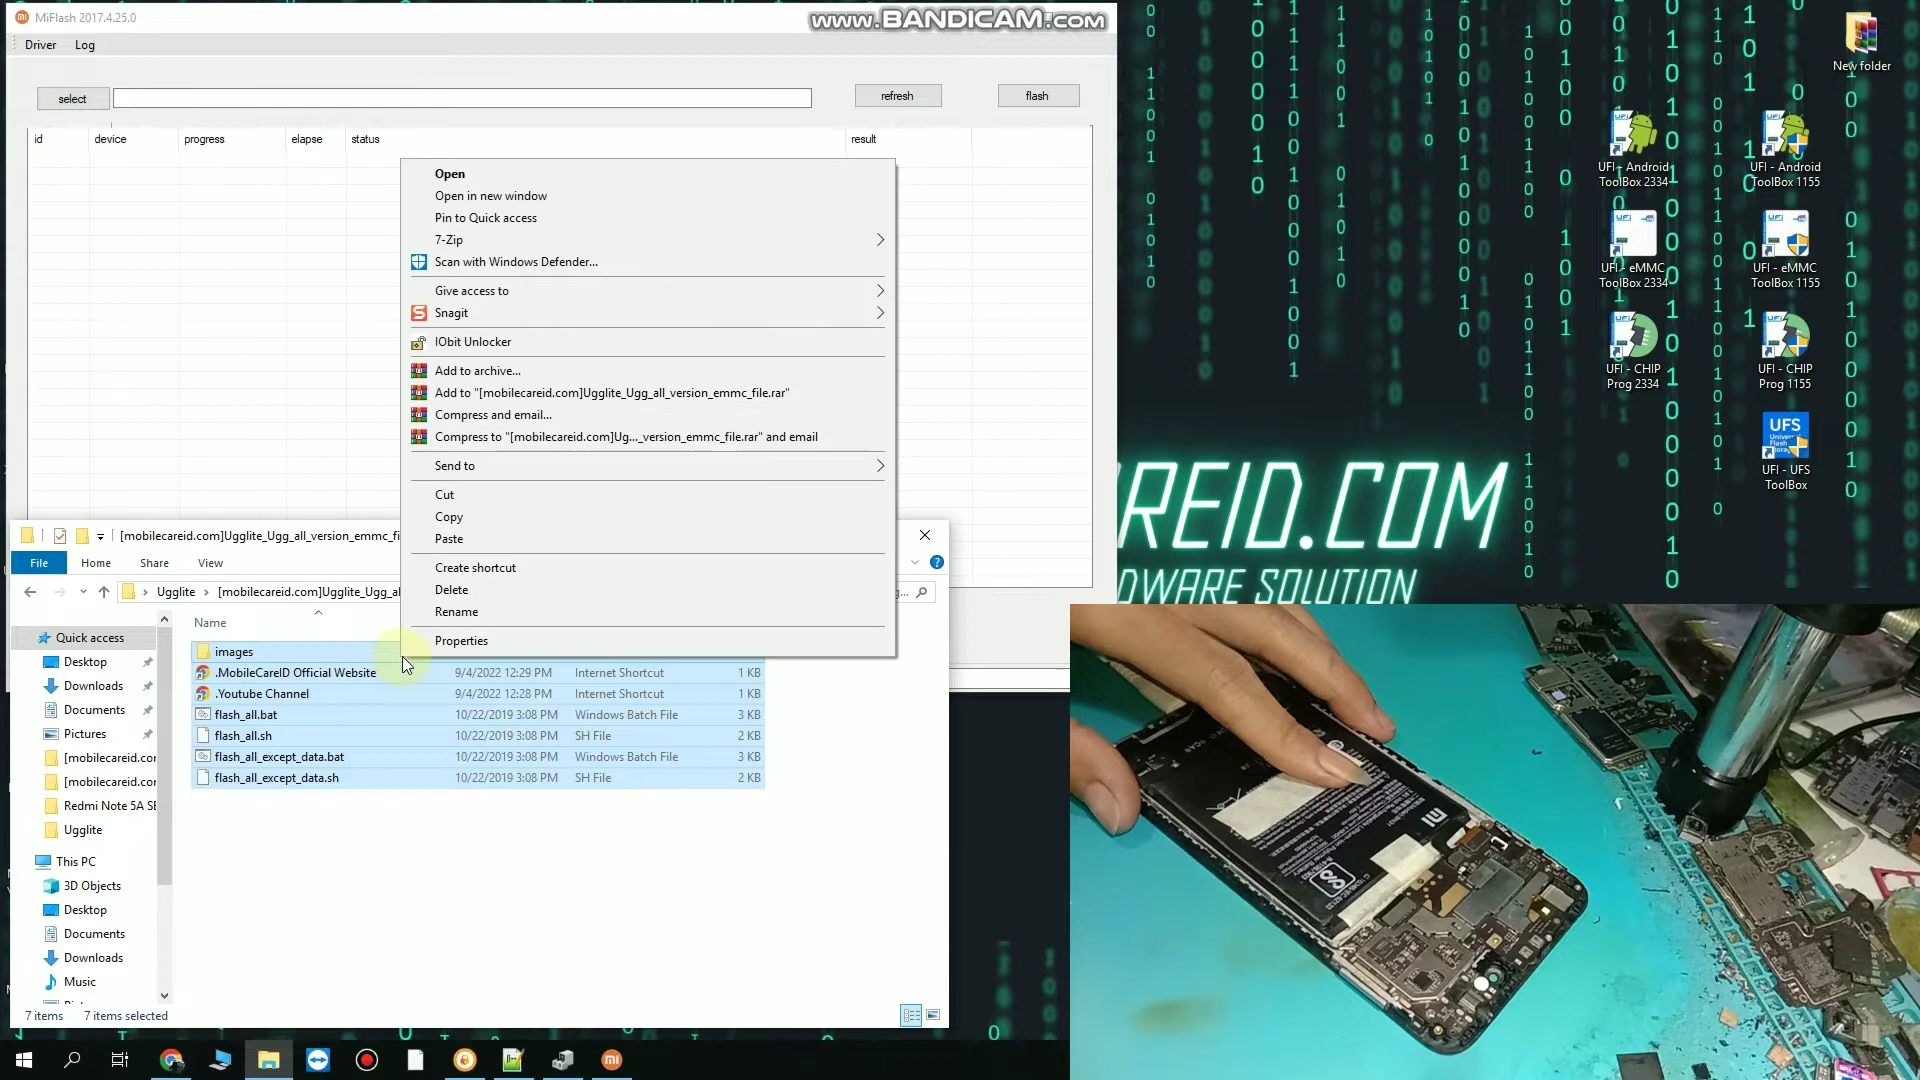 MiFlash 2017.4.25.0
www.BANDICAM.com
Driver
Log
select
refresh
flash
id
device
progress
elapse
status
result
Open
Open in new window
Pin to Quick access
7-Zip
Scan with Windows Defender...
Give access to
Snagit
IObit Unlocker
Add to archive...
Add to "[mobilecareid.com]Ugglite_Ugg_all_version_emmc_file.rar"
Compress and email...
Compress to "[mobilecareid.com]Ug..._version_emmc_file.rar" and email
Send to
Cut
Copy
Paste
Create shortcut
Delete
Rename
Properties
[mobilecareid.com]Ugglite_Ugg_all_version_emmc_fi
File
Home
Share
View
Ugglite
[mobilecareid.com]Ugglite_Ugg_al
g...
Name
Quick access
Desktop
Downloads
Documents
Pictures
[mobilecareid.cor
[mobilecareid.cor
Redmi Note 5A SE
Ugglite
This PC
3D Objects
Desktop
Documents
Downloads
Music
images
.MobileCareID Official Website 9/4/2022 12:29 PM Internet Shortcut 1 KB
.Youtube Channel 9/4/2022 12:28 PM Internet Shortcut 1 KB
flash_all.bat 10/22/2019 3:08 PM Windows Batch File 3 KB
flash_all.sh 10/22/2019 3:08 PM SH File 2 KB
flash_all_except_data.bat 10/22/2019 3:08 PM Windows Batch File 3 KB
flash_all_except_data.sh 10/22/2019 3:08 PM SH File 2 KB
7 items
7 items selected
New folder
UFI - Android
ToolBox 2334
UFI - Android
ToolBox 1155
UFI - eMMC
ToolBox 2334
UFI - eMMC
ToolBox 1155
UFI - CHIP
Prog 2334
UFI - CHIP
Prog 1155
UFS
UFI - UFS
ToolBox
REID.COM
DWARE SOLUTION